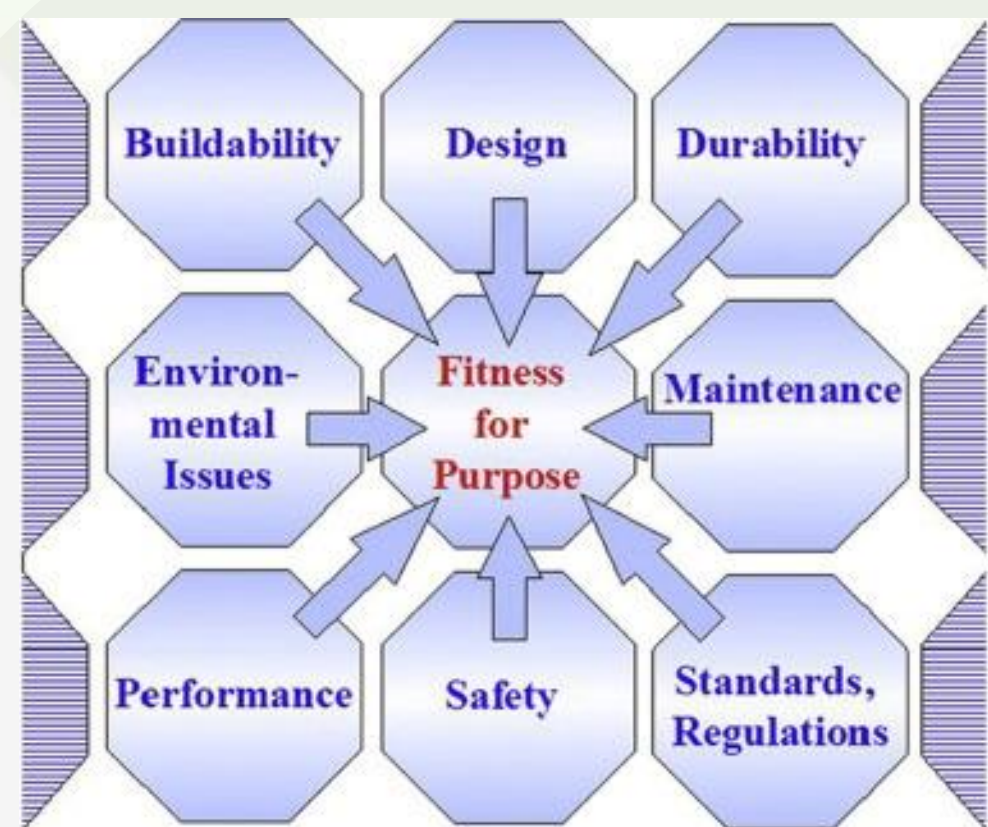 Buildability
Design
Durability
Environ-
mental
Issues
Fitness
for
Purpose
Maintenance
Performance
Safety
Standards,
Regulations